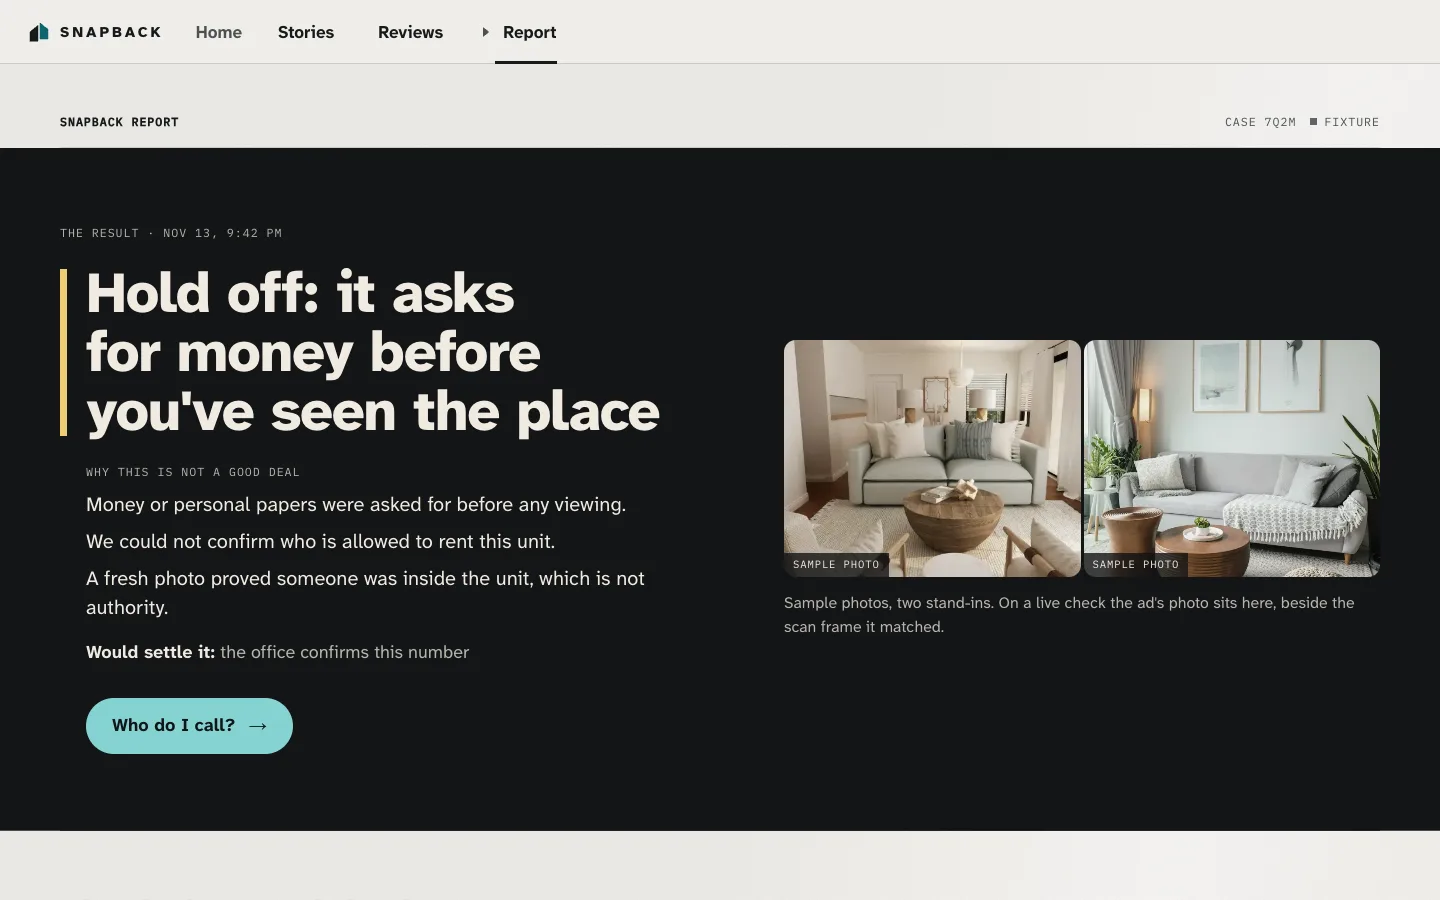 SNAPBACK
Home
Stories
Reviews
Report
SNAPBACK REPORT
CASE 7Q2M
FIXTURE
THE RESULT · NOV 13, 9:42 PM
Hold off: it asks
for money before
you've seen the place
WHY THIS IS NOT A GOOD DEAL
Money or personal papers were asked for before any viewing.
We could not confirm who is allowed to rent this unit.
A fresh photo proved someone was inside the unit, which is not
authority.
Would settle it: the office confirms this number
Who do I call? →
SAMPLE PHOTO
SAMPLE PHOTO
Sample photos, two stand-ins. On a live check the ad's photo sits here, beside the
scan frame it matched.